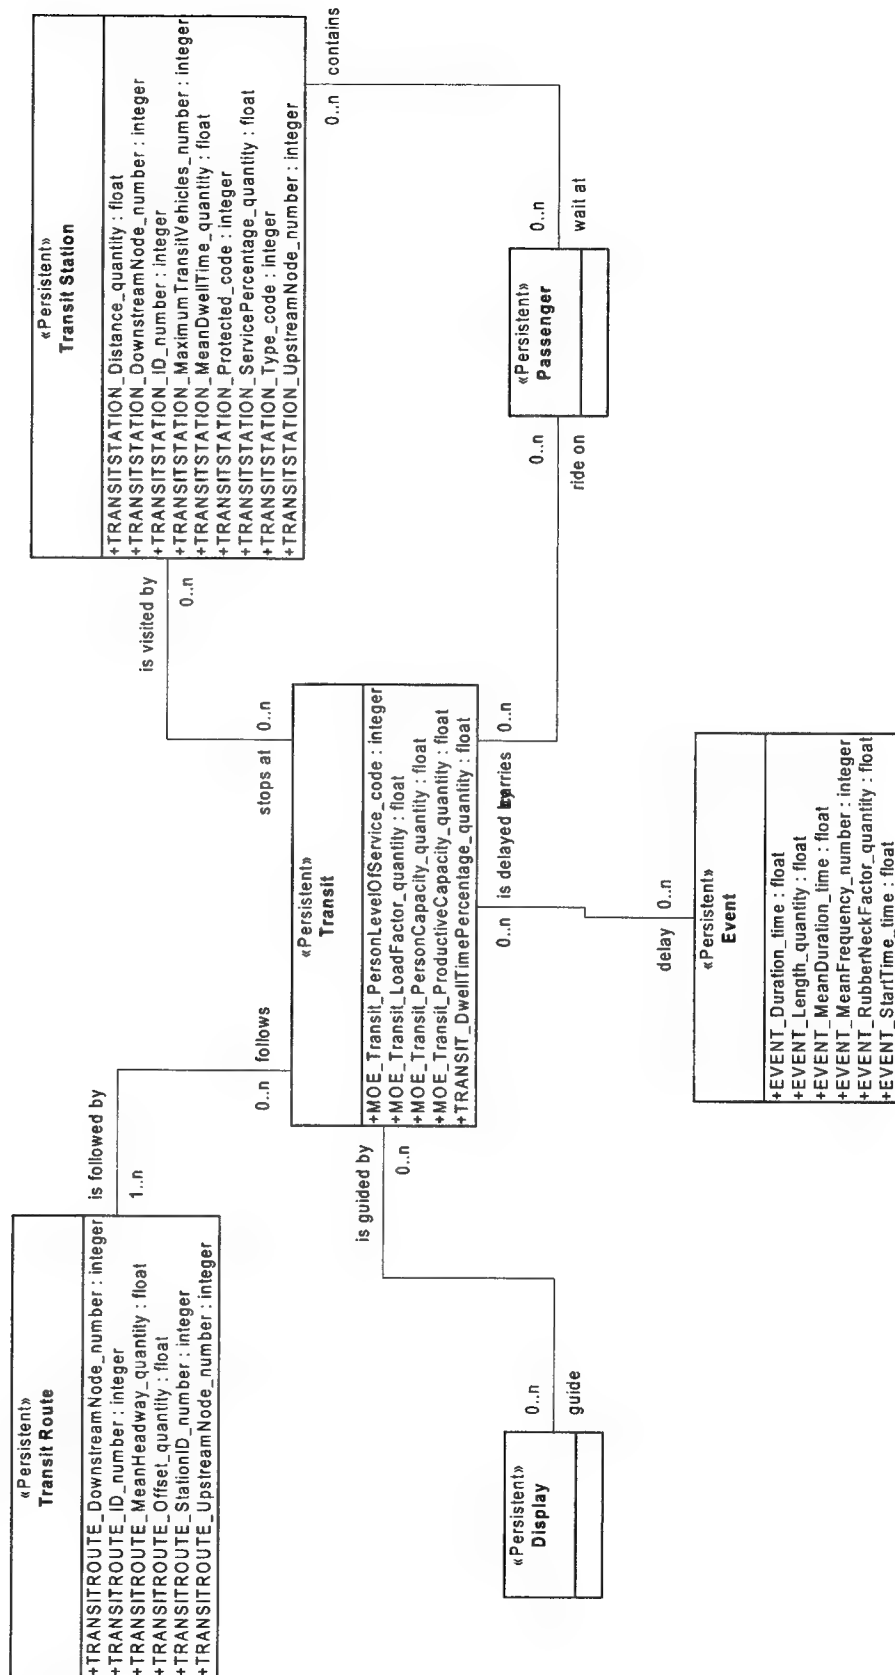 «Persistent»
Transit Route
+TRANSITROUTE_DownstreamNode_number : integer
+TRANSITROUTE_ID_number : integer
+TRANSITROUTE_MeanHeadway_quantity : float
+TRANSITROUTE_Offset_quantity : float
+TRANSITROUTE_StationID_number : integer
+TRANSITROUTE_UpstreamNode_number : integer
is followed by
1..n
0..n
follows
«Persistent»
Transit Station
+TRANSITSTATION_Distance_quantity : float
+TRANSITSTATION_DownstreamNode_number : integer
+TRANSITSTATION_ID_number : integer
+TRANSITSTATION_MaximumTransitVehicles_number : integer
+TRANSITSTATION_MeanDwellTime_quantity : float
+TRANSITSTATION_Protected_code : integer
+TRANSITSTATION_ServicePercentage_quantity : float
+TRANSITSTATION_Type_code : integer
+TRANSITSTATION_UpstreamNode_number : integer
is visited by
0..n
stops at
0..n
contains
0..n
«Persistent»
Transit
+MOE_Transit_PersonLevelOfService_code : integer
+MOE_Transit_LoadFactor_quantity : float
+MOE_Transit_PersonCapacity_quantity : float
+MOE_Transit_ProductiveCapacity_quantity : float
+TRANSIT_DwellTimePercentage_quantity : float
is guided by
0..n
0..n
is delayed by
carries
0..n
«Persistent»
Display
0..n
guide
«Persistent»
Passenger
0..n
ride on
0..n
wait at
delay
0..n
«Persistent»
Event
+EVENT_Duration_time : float
+EVENT_Length_quantity : float
+EVENT_MeanDuration_time : float
+EVENT_MeanFrequency_number : integer
+EVENT_RubberNeckFactor_quantity : float
+EVENT_StartTime_time : float